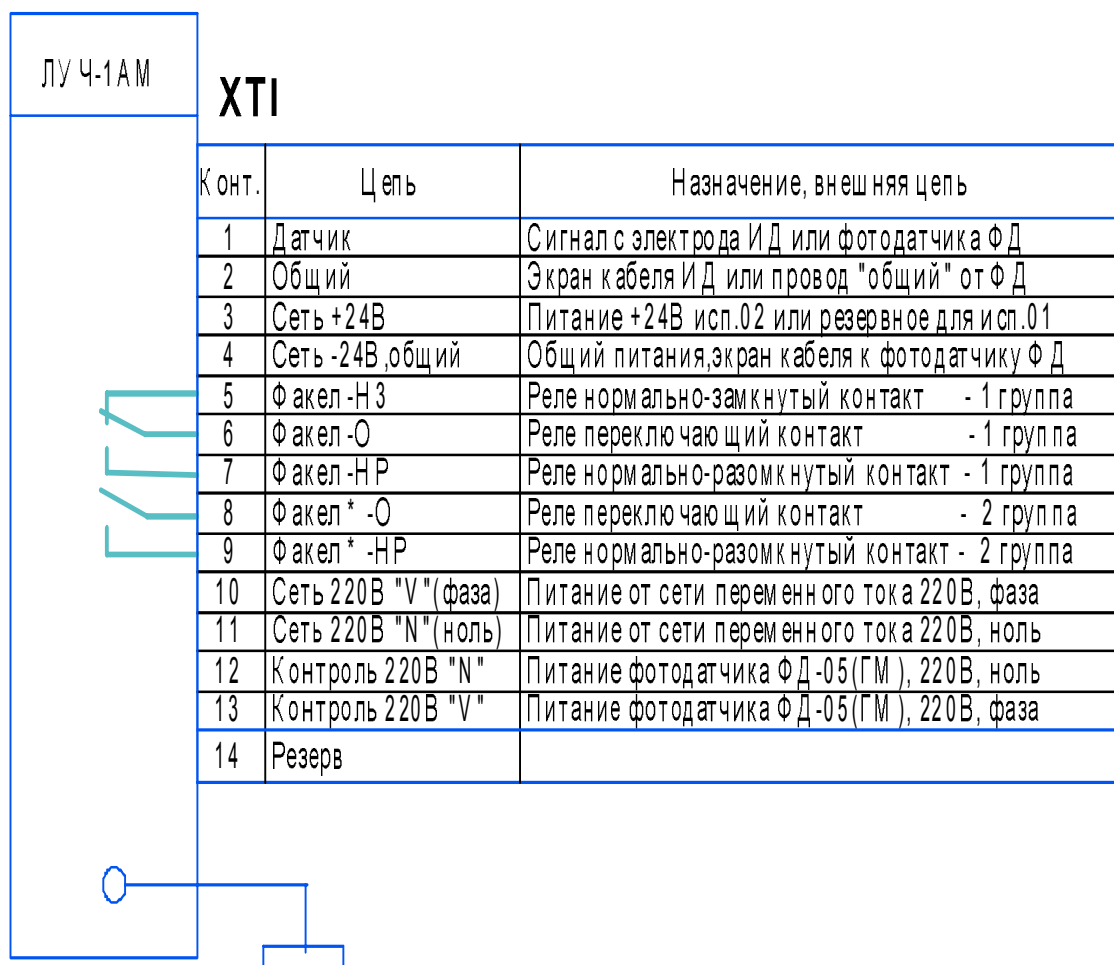 ЛУЧ-1АМ
XTI
Конт. Цепь Назначение, внешняя цепь
1 Датчик Сигнал с электрода ИД или фотодатчика ФД
2 Общий Экран кабеля ИД или провод "общий" от ФД
3 Сеть +24В Питание +24В исп.02 или резервное для исп.01
4 Сеть -24В,общий Общий питания,экран кабеля к фотодатчику ФД
5 Факел -НЗ Реле нормально-замкнутый контакт - 1 группа
6 Факел -О Реле переключающий контакт - 1 группа
7 Факел -НР Реле нормально-разомкнутый контакт - 1 группа
8 Факел* -О Реле переключающий контакт - 2 группа
9 Факел* -НР Реле нормально-разомкнутый контакт - 2 группа
10 Сеть 220В "V"(фаза) Питание от сети переменного тока 220В, фаза
11 Сеть 220В "N"(ноль) Питание от сети переменного тока 220В, ноль
12 Контроль 220В "N" Питание фотодатчика ФД-05(ГМ), 220В, ноль
13 Контроль 220В "V" Питание фотодатчика ФД-05(ГМ), 220В, фаза
14 Резерв